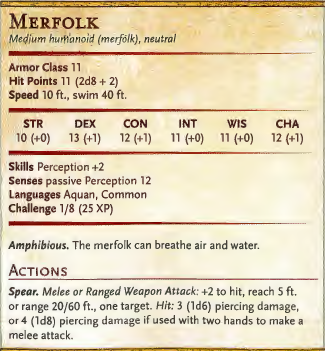 MERFOLK
Medium humanoid (merfolk), neutral
Armor Class 11
Hit Points 11 (2d8 + 2)
Speed 10 ft., swim 40 ft.
STR DEX CON INT WIS CHA
10 (+0) 13 (+1) 12 (+1) 11 (+0) 11 (+0) 12 (+1)
Skills Perception +2
Senses passive Perception 12
Languages Aquan, Common
Challenge 1/8 (25 XP)
Amphibious. The merfolk can breathe air and water.
ACTIONS
Spear. Melee or Ranged Weapon Attack: +2 to hit, reach 5 ft.
or range 20/60 ft., one target. Hit: 3 (1d6) piercing damage,
or 4 (1d8) piercing damage if used with two hands to make a
melee attack.